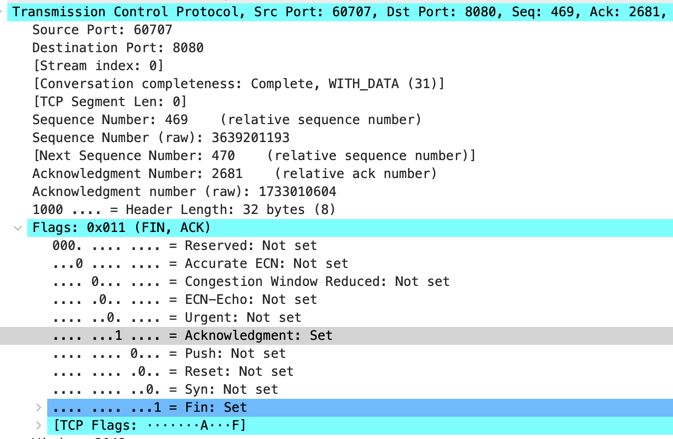 Transmission Control Protocol, Src Port: 60707, Dst Port: 8080, Seq: 469, Ack: 2681,
Source Port: 60707
Destination Port: 8080
[Stream index: 0]
[Conversation completeness: Complete, WITH_DATA (31)]
[TCP Segment Len: 0]
Sequence Number: 469    (relative sequence number)
Sequence Number (raw): 3639201193
[Next Sequence Number: 470    (relative sequence number)]
Acknowledgment Number: 2681    (relative ack number)
Acknowledgment number (raw): 1733010604
1000 .... = Header Length: 32 bytes (8)
Flags: 0x011 (FIN, ACK)
000. .... .... = Reserved: Not set
...0 .... .... = Accurate ECN: Not set
.... 0... .... = Congestion Window Reduced: Not set
.... .0.. .... = ECN-Echo: Not set
.... ..0. .... = Urgent: Not set
.... ...1 .... = Acknowledgment: Set
.... .... 0... = Push: Not set
.... .... .0.. = Reset: Not set
.... .... ..0. = Syn: Not set
.... .... ...1 = Fin: Set
[TCP Flags: ·······A···F]